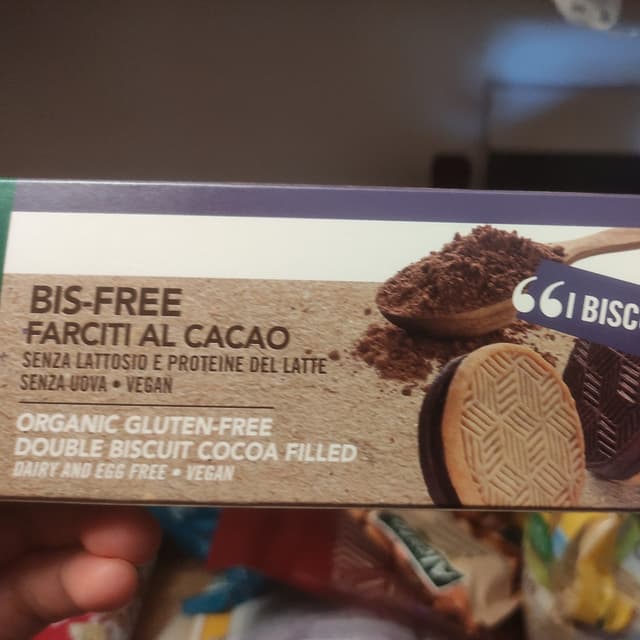 BIS-FREE
FARCITI AL CACAO
SENZA LATTOSIO E PROTEINE DEL LATTE
SENZA UOVA • VEGAN
ORGANIC GLUTEN-FREE
DOUBLE BISCUIT COCOA FILLED
DAIRY AND EGG FREE • VEGAN
“I BISC